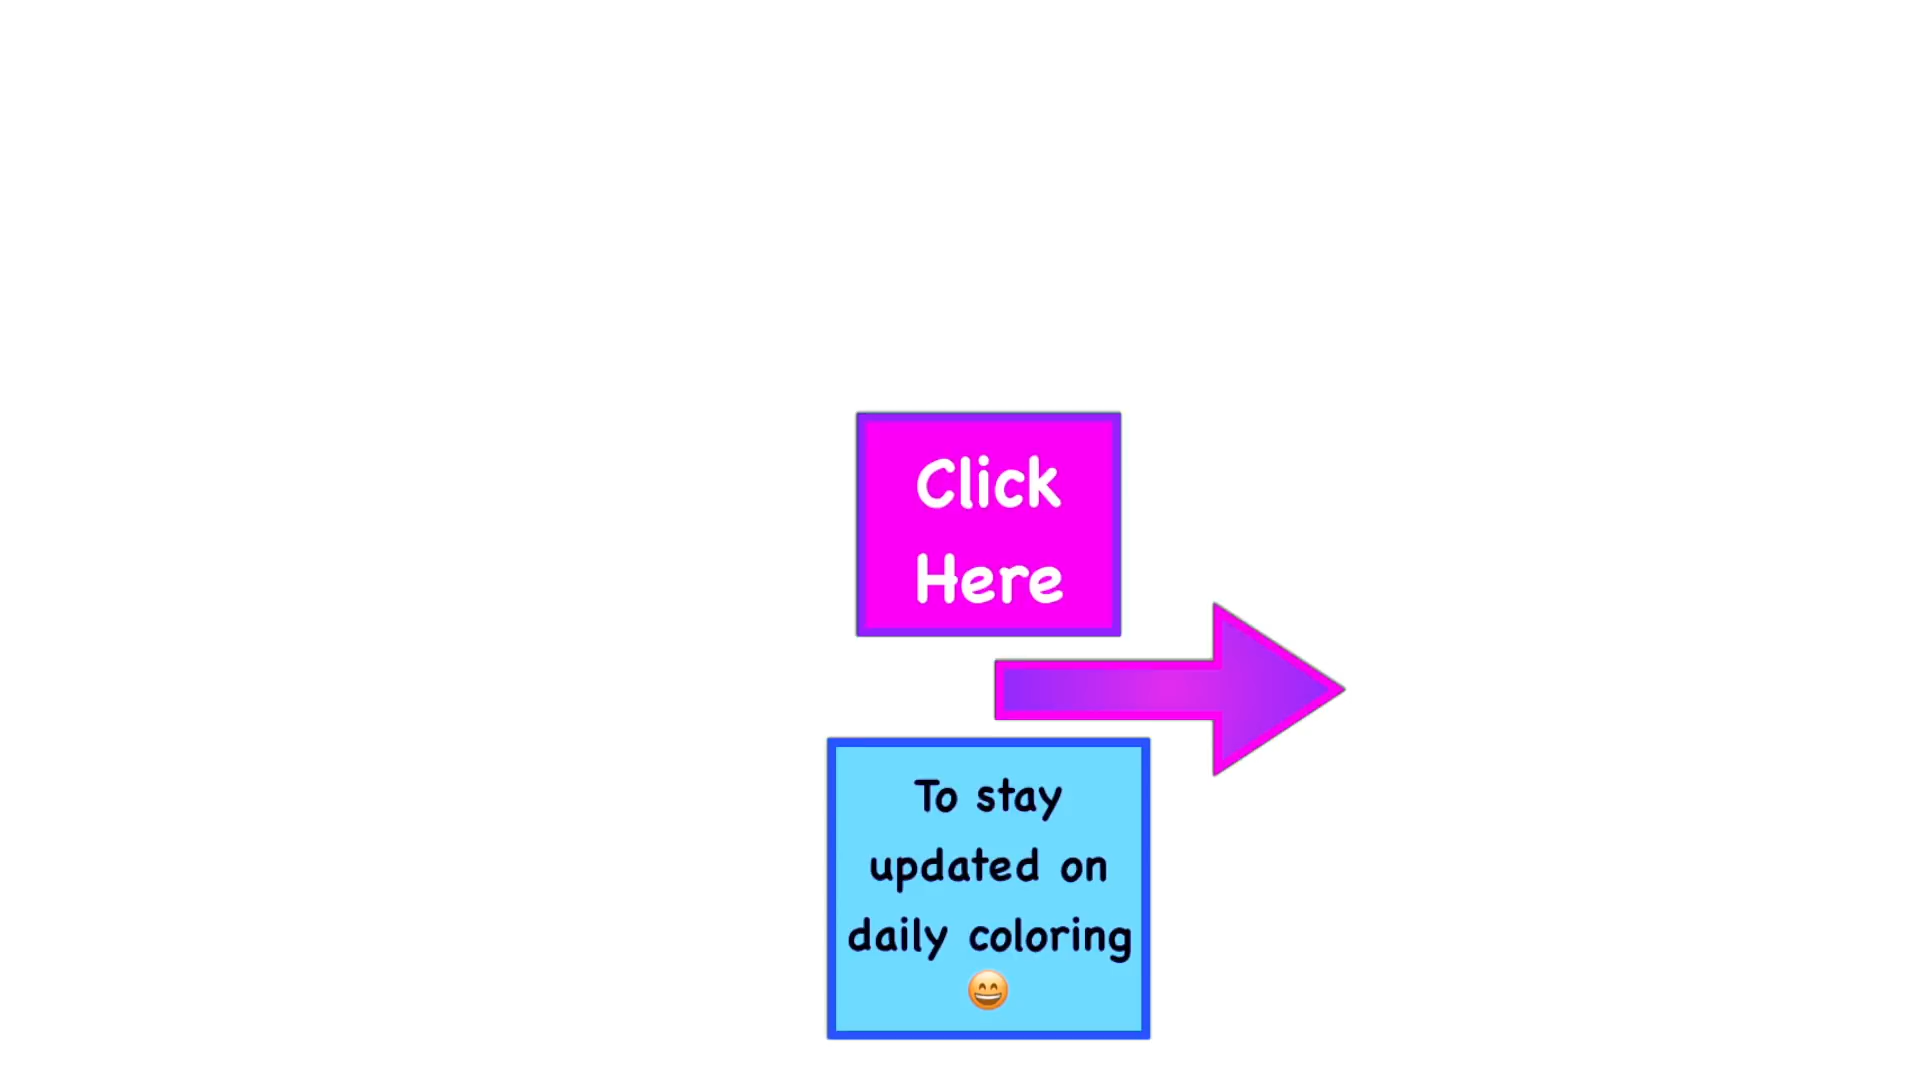 Click
Here
To stay
updated on
daily coloring
😄